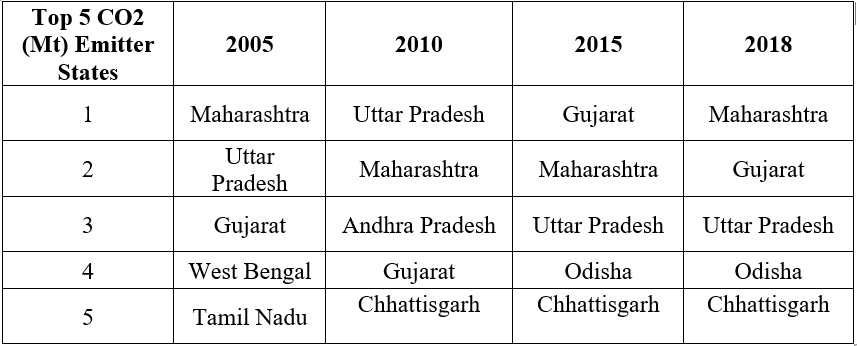 Top 5 CO2
(Mt) Emitter
States
2005
2010
2015
2018
1
Maharashtra
Uttar Pradesh
Gujarat
Maharashtra
2
Uttar
Pradesh
Maharashtra
Maharashtra
Gujarat
3
Gujarat
Andhra Pradesh
Uttar Pradesh
Uttar Pradesh
4
West Bengal
Gujarat
Odisha
Odisha
5
Tamil Nadu
Chhattisgarh
Chhattisgarh
Chhattisgarh